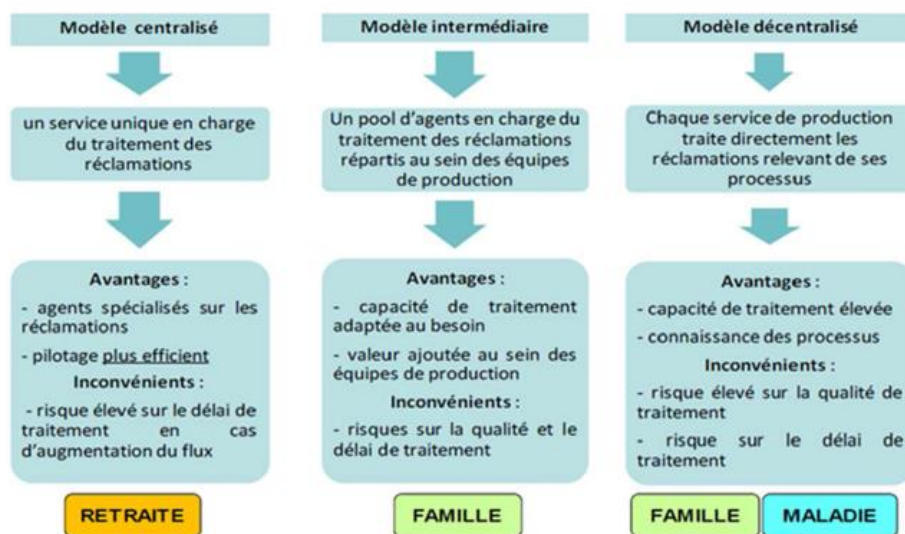 Modèle centralisé
un service unique en charge
du traitement des
réclamations
Avantages :
- agents spécialisés sur les
réclamations
- pilotage plus efficient
Inconvénients :
- risque élevé sur le délai de
traitement en cas
d'augmentation du flux
RETRAITE
Modèle intermédiaire
Un pool d'agents en charge du
traitement des réclamations
répartis au sein des équipes
de production
Avantages :
- capacité de traitement
adaptée au besoin
- valeur ajoutée au sein des
équipes de production
Inconvénients :
- risques sur la qualité et le
délai de traitement
FAMILLE
Modèle décentralisé
Chaque service de production
traite directement les
réclamations relevant de ses
processus
Avantages :
- capacité de traitement élevée
- connaissance des processus
Inconvénients :
- risque élevé sur la qualité de
traitement
- risque sur le délai de
traitement
FAMILLE
MALADIE